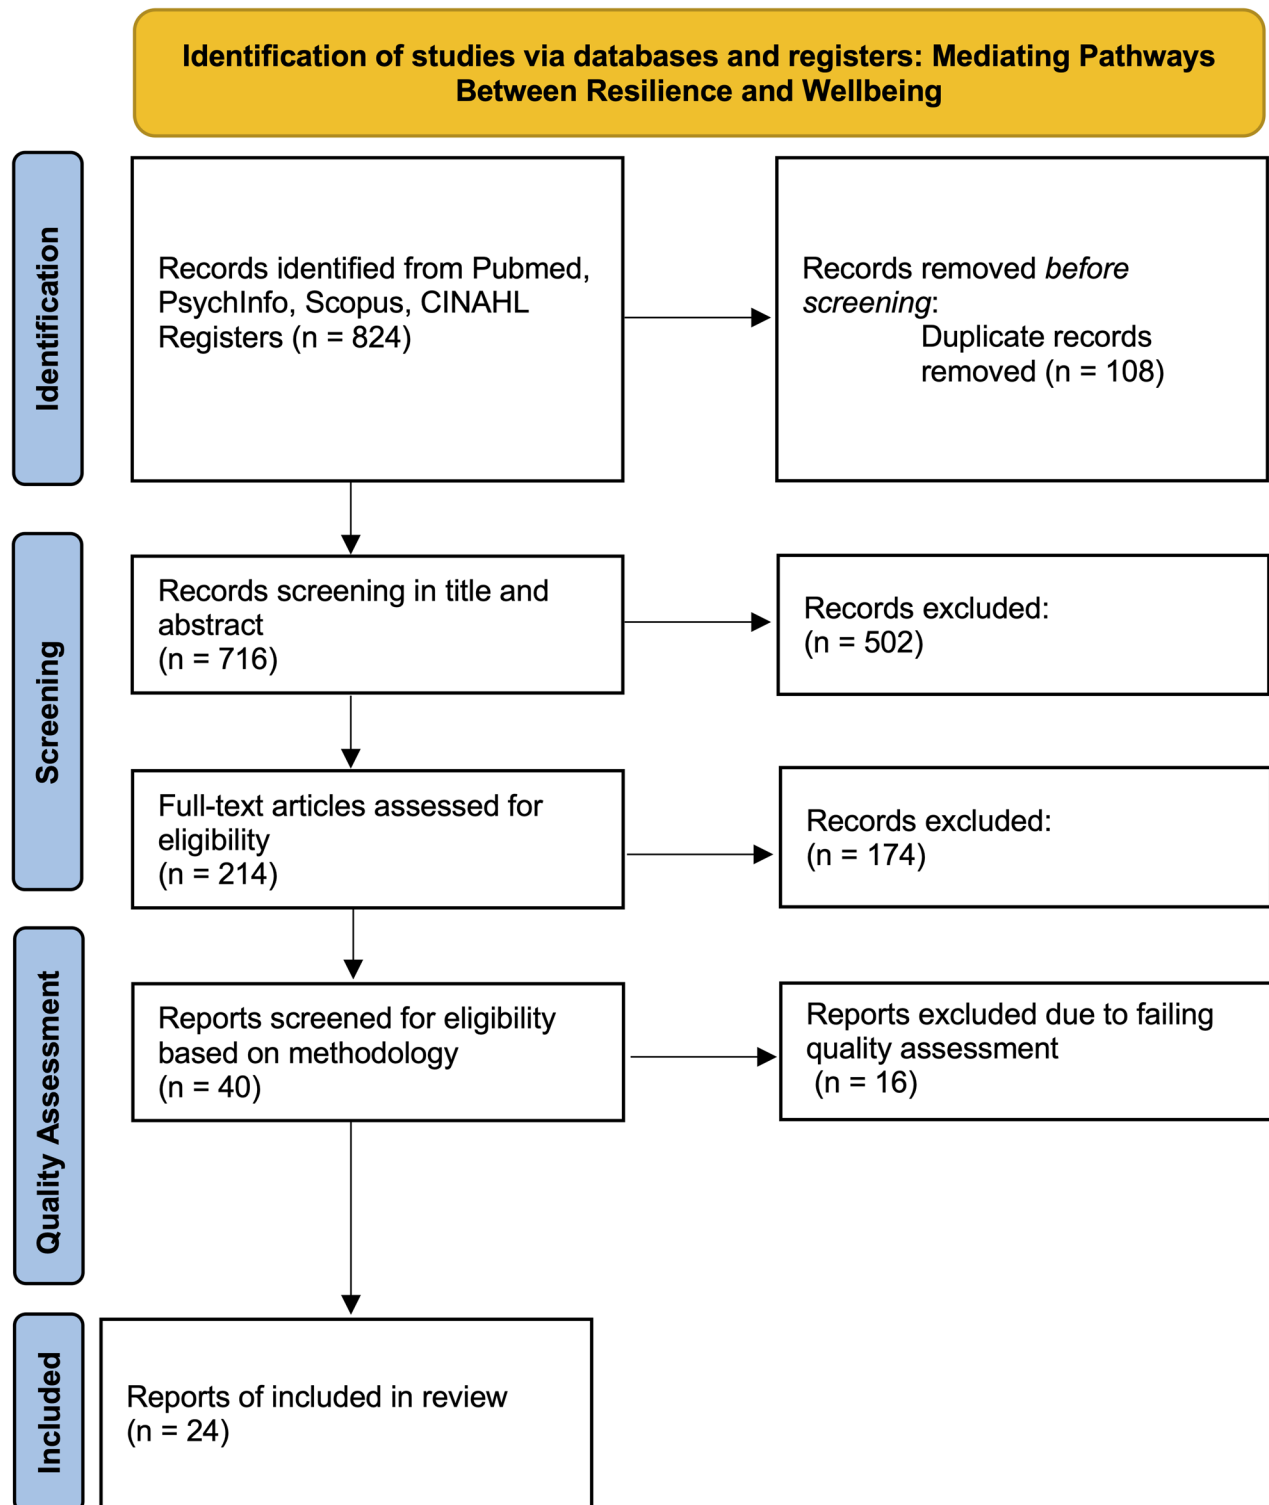 Identification of studies via databases and registers: Mediating Pathways
Between Resilience and Wellbeing
Identification
Records identified from Pubmed,
PsychInfo, Scopus, CINAHL
Registers (n = 824)
Records removed before
screening:
Duplicate records
removed (n = 108)
Screening
Records screening in title and
abstract
(n = 716)
Records excluded:
(n = 502)
Full-text articles assessed for
eligibility
(n = 214)
Records excluded:
(n = 174)
Quality Assessment
Reports screened for eligibility
based on methodology
(n = 40)
Reports excluded due to failing
quality assessment
(n = 16)
Included
Reports of included in review
(n = 24)